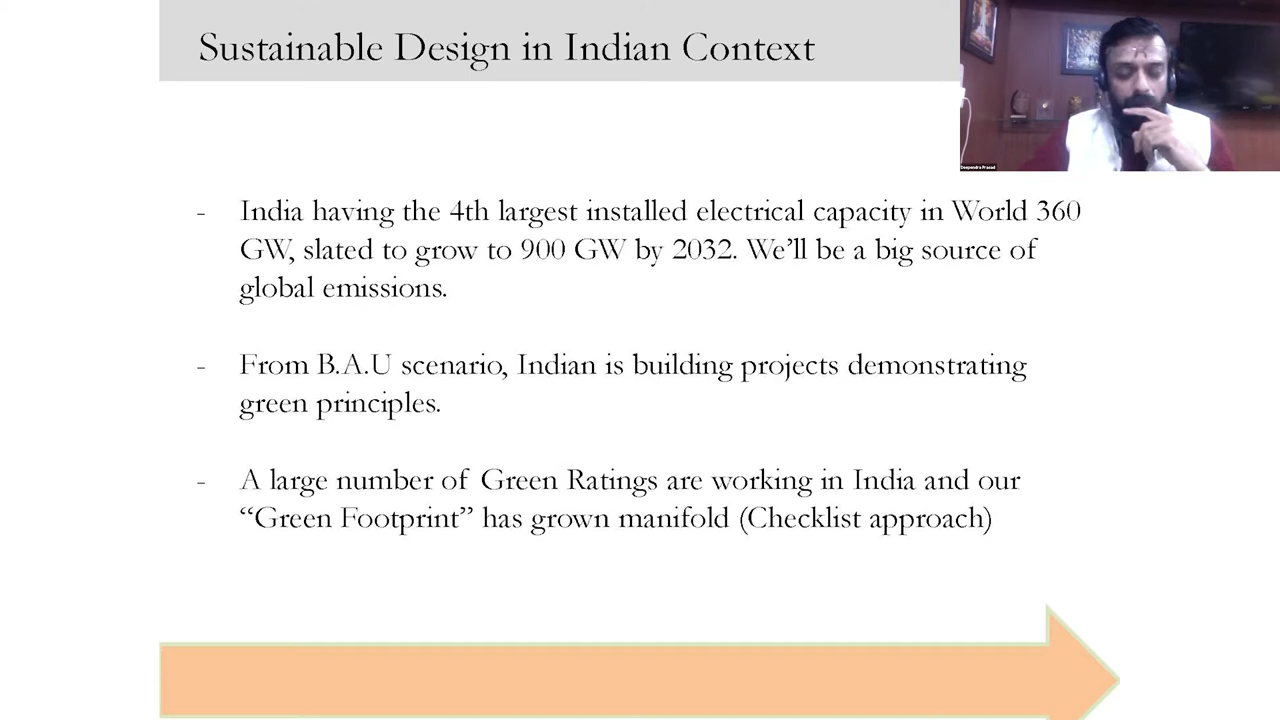 Sustainable Design in Indian Context
Deependra Prasad
- India having the 4th largest installed electrical capacity in World 360
GW, slated to grow to 900 GW by 2032. We’ll be a big source of
global emissions.
- From B.A.U scenario, Indian is building projects demonstrating
green principles.
- A large number of Green Ratings are working in India and our
“Green Footprint” has grown manifold (Checklist approach)